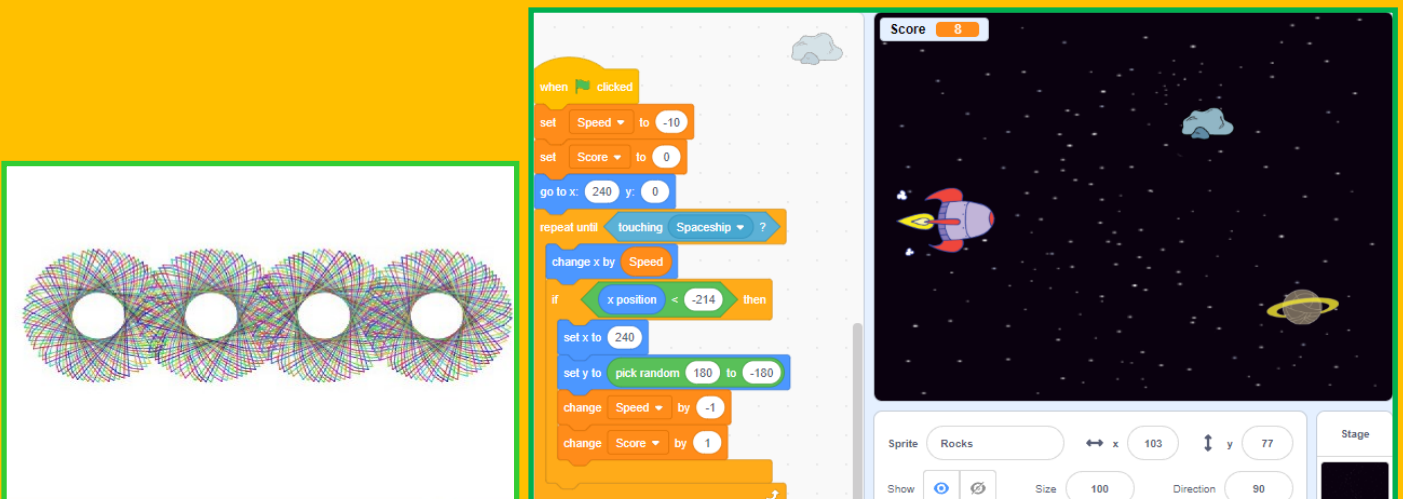 when clicked
set Speed to -10
set Score to 0
go to x: 240 y: 0
repeat until touching Spaceship ?
change x by Speed
if x position < -214 then
set x to 240
set y to pick random 180 to -180
change Speed by -1
change Score by 1
Score 8
Sprite Rocks x 103 y 77
Show Size 100 Direction 90
Stage